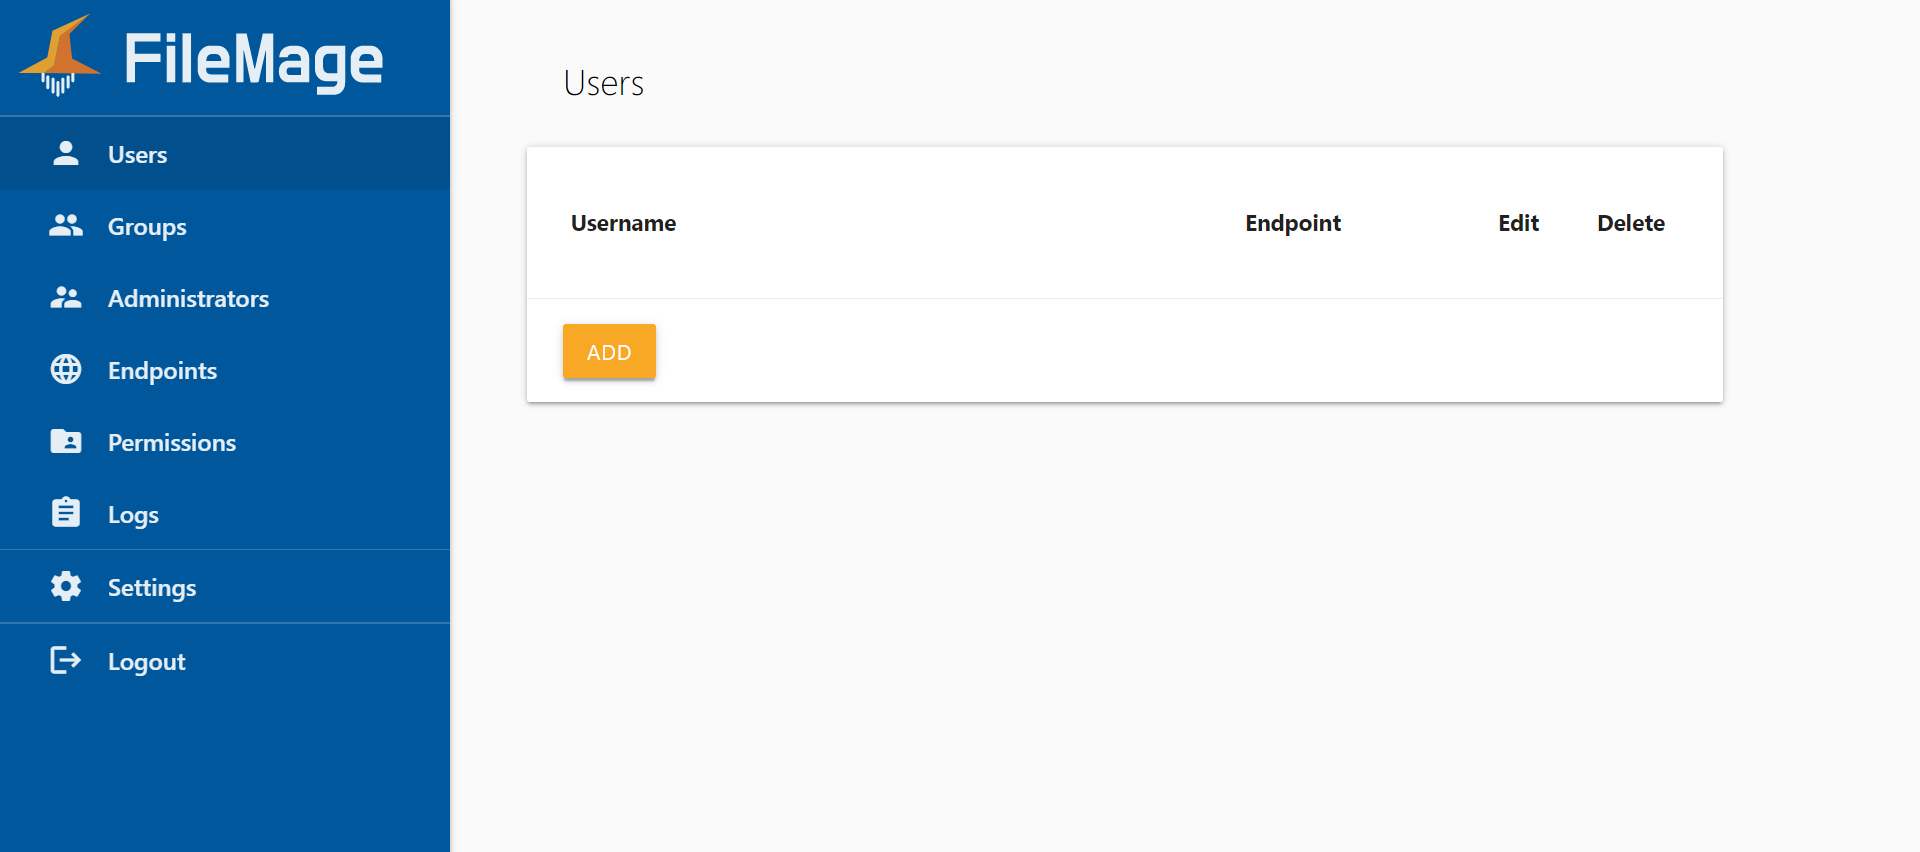 FileMage
Users
Groups
Administrators
Endpoints
Permissions
Logs
Settings
Logout
Users
Username Endpoint Edit Delete
ADD